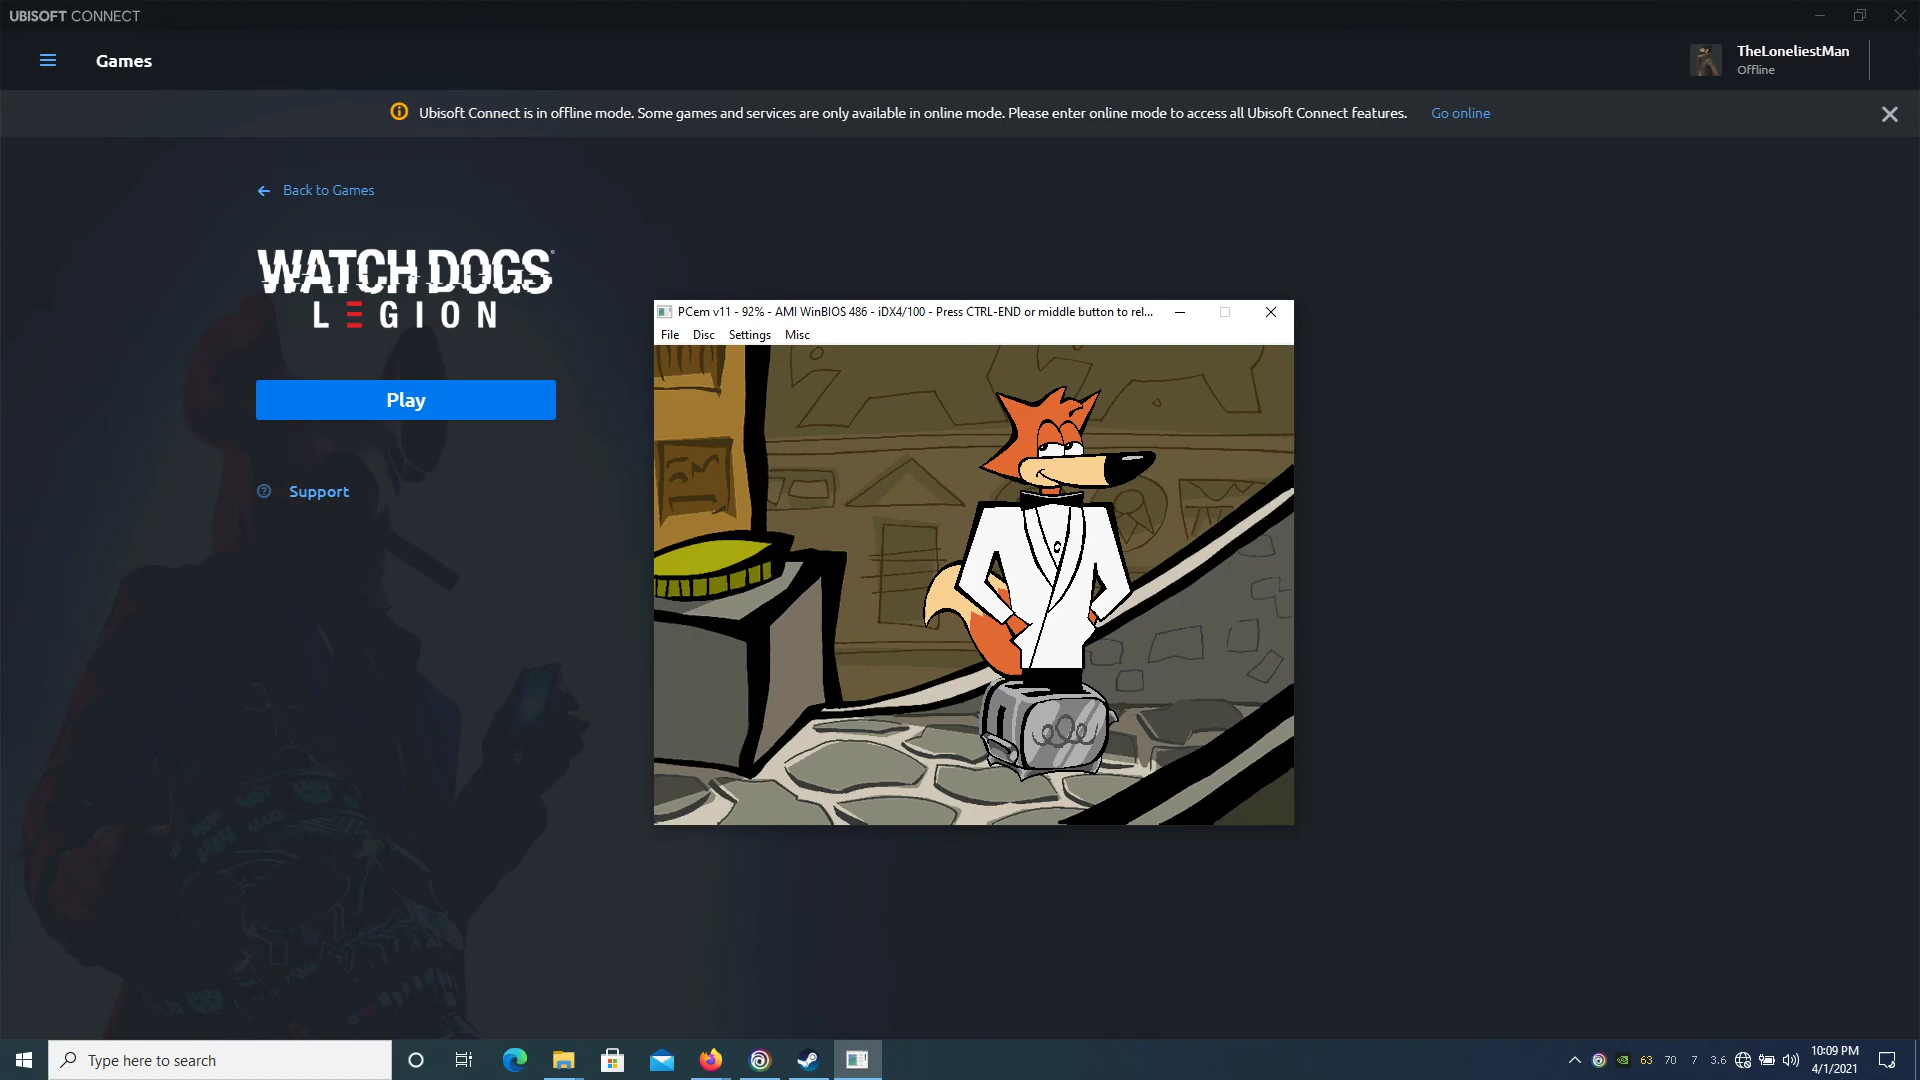 UBISOFT CONNECT
Games
TheLoneliestMan
Offline
Ubisoft Connect is in offline mode. Some games and services are only available in online mode. Please enter online mode to access all Ubisoft Connect features.
Go online
Back to Games
WATCH DOGS
LEGION
Play
Support
PCem v11 - 92% - AMI WinBIOS 486 - iDX4/100 - Press CTRL-END or middle button to rel...
File Disc Settings Misc
Type here to search
63 70 7 3.6
10:09 PM
4/1/2021